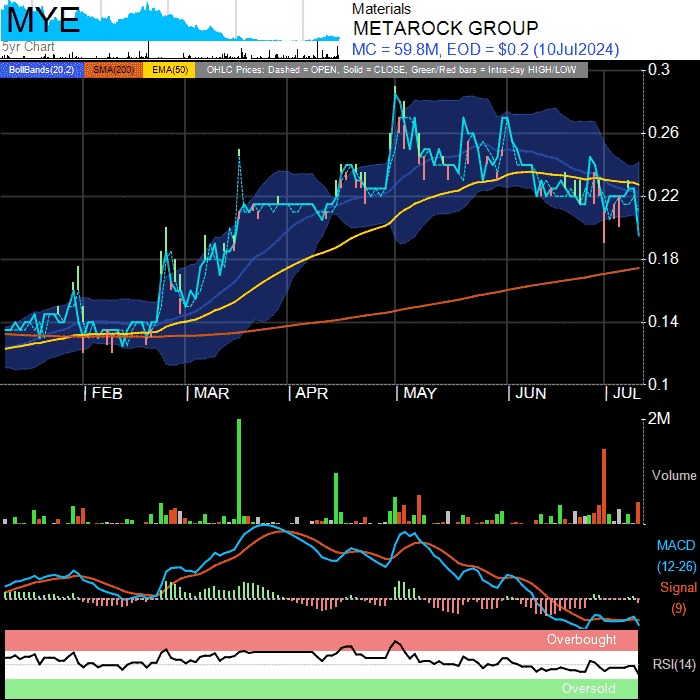 MYE
5yr Chart
Materials
METAROCK GROUP
MC = 59.8M, EOD = $0.2 (10Jul2024)
BollBands(20,2) SMA(200) EMA(50) OHLC Prices: Dashed = OPEN, Solid = CLOSE, Green/Red bars = Intra-day HIGH/LOW
0.3
0.26
0.22
0.18
0.14
0.1
FEB MAR APR MAY JUN JUL
2M
Volume
MACD
(12-26)
Signal
(9)
Overbought
RSI(14)
Oversold